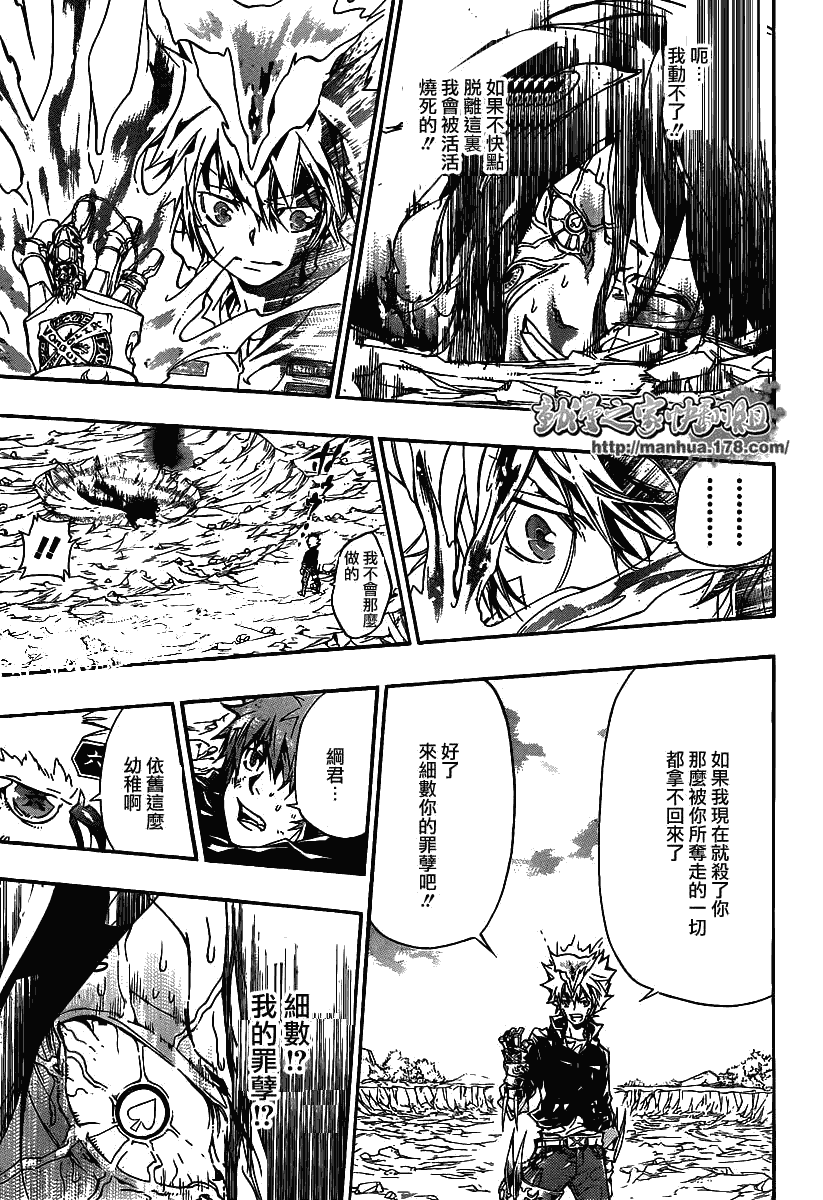 呃…
我動不了!!
如果不快點
脫離這裏
我會被活活
燒死的!!
http://manhua.178.com/
………
我不會那麼
做的
!!
如果我現在就殺了你
那麼被你所奪走的一切
都拿不回來了
好了
來細數你的罪孽吧!!
綱君…
依舊這麼
幼稚啊
六
細數!?
我的罪孽!?